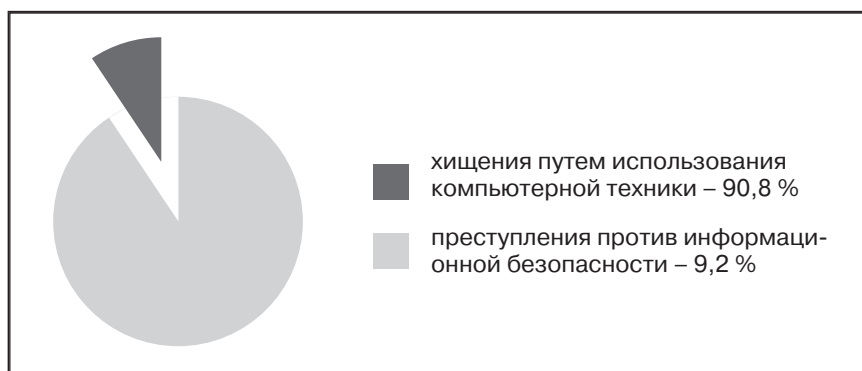 хищения путем использования
компьютерной техники – 90,8 %
преступления против информаци-
онной безопасности – 9,2 %